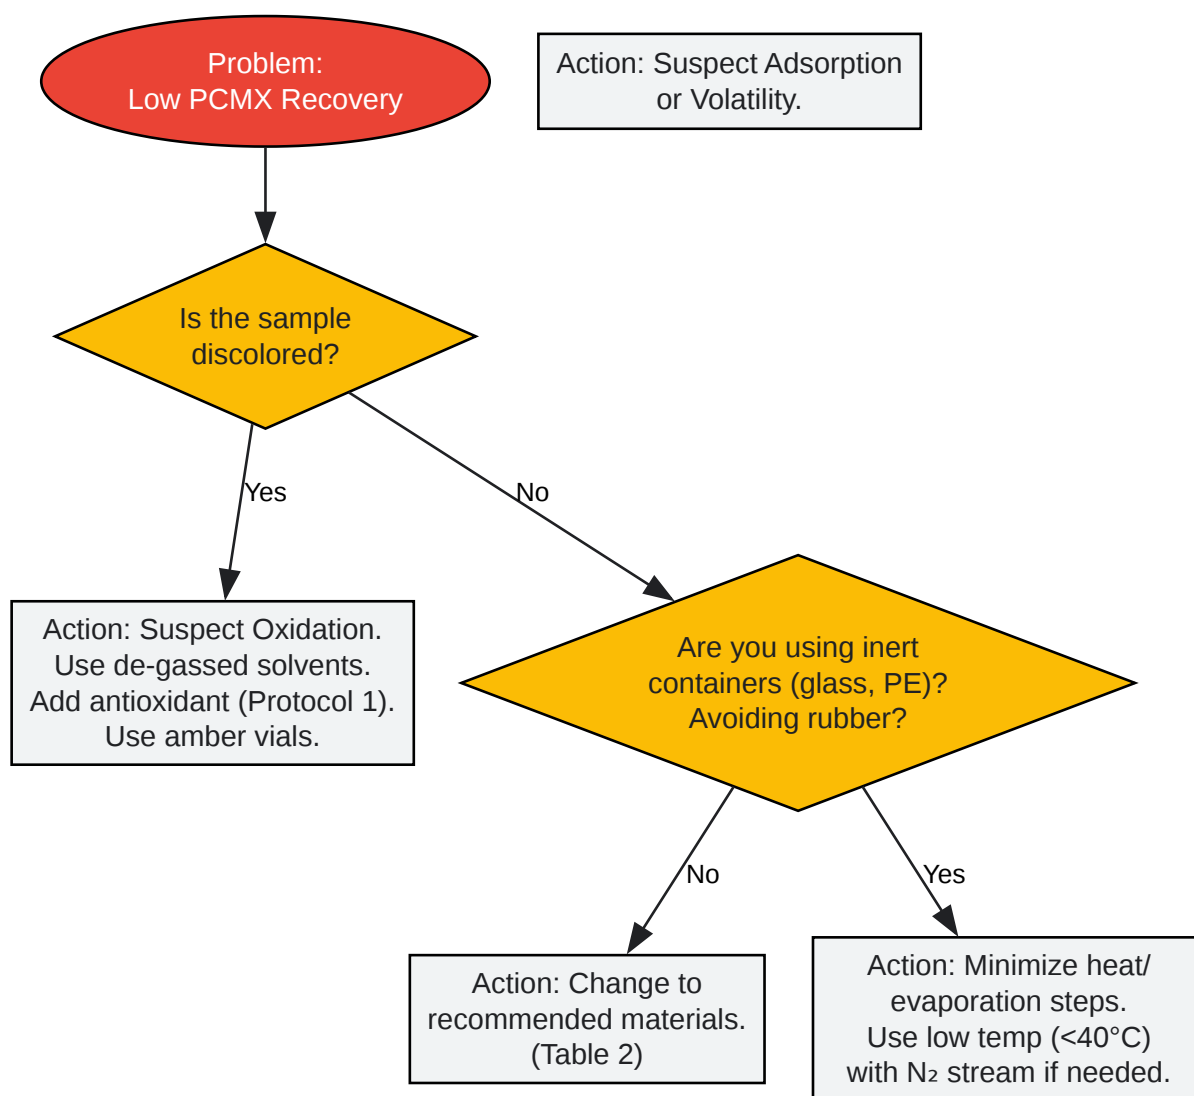 Problem:
Low PCMX Recovery
Action: Suspect Adsorption
or Volatility.
Is the sample
discolored?
Yes
No
Action: Suspect Oxidation.
Use de-gassed solvents.
Add antioxidant (Protocol 1).
Use amber vials.
Are you using inert
containers (glass, PE)?
Avoiding rubber?
No
Yes
Action: Change to
recommended materials.
(Table 2)
Action: Minimize heat/
evaporation steps.
Use low temp (<40°C)
with N₂ stream if needed.